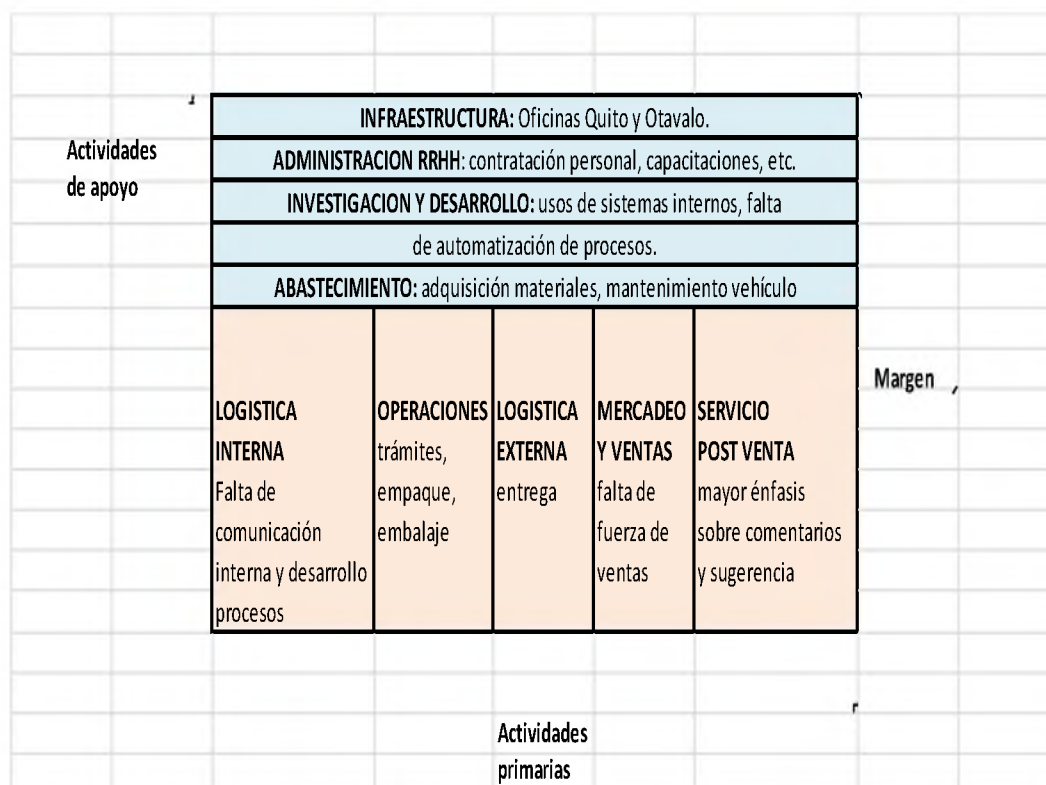 Actividades
de apoyo
INFRAESTRUCTURA: Oficinas Quito y Otavalo.
ADMINISTRACION RRHH: contratación personal, capacitaciones, etc.
INVESTIGACION Y DESARROLLO: usos de sistemas internos, falta
de automatización de procesos.
ABASTECIMIENTO: adquisición materiales, mantenimiento vehículo
LOGISTICA
INTERNA
Falta de
comunicación
interna y desarrollo
procesos
OPERACIONES
trámites,
empaque,
embalaje
LOGISTICA
EXTERNA
entrega
MERCADEO
Y VENTAS
falta de
fuerza de
ventas
SERVICIO
POST VENTA
mayor énfasis
sobre comentarios
y sugerencia
Margen
Actividades
primarias